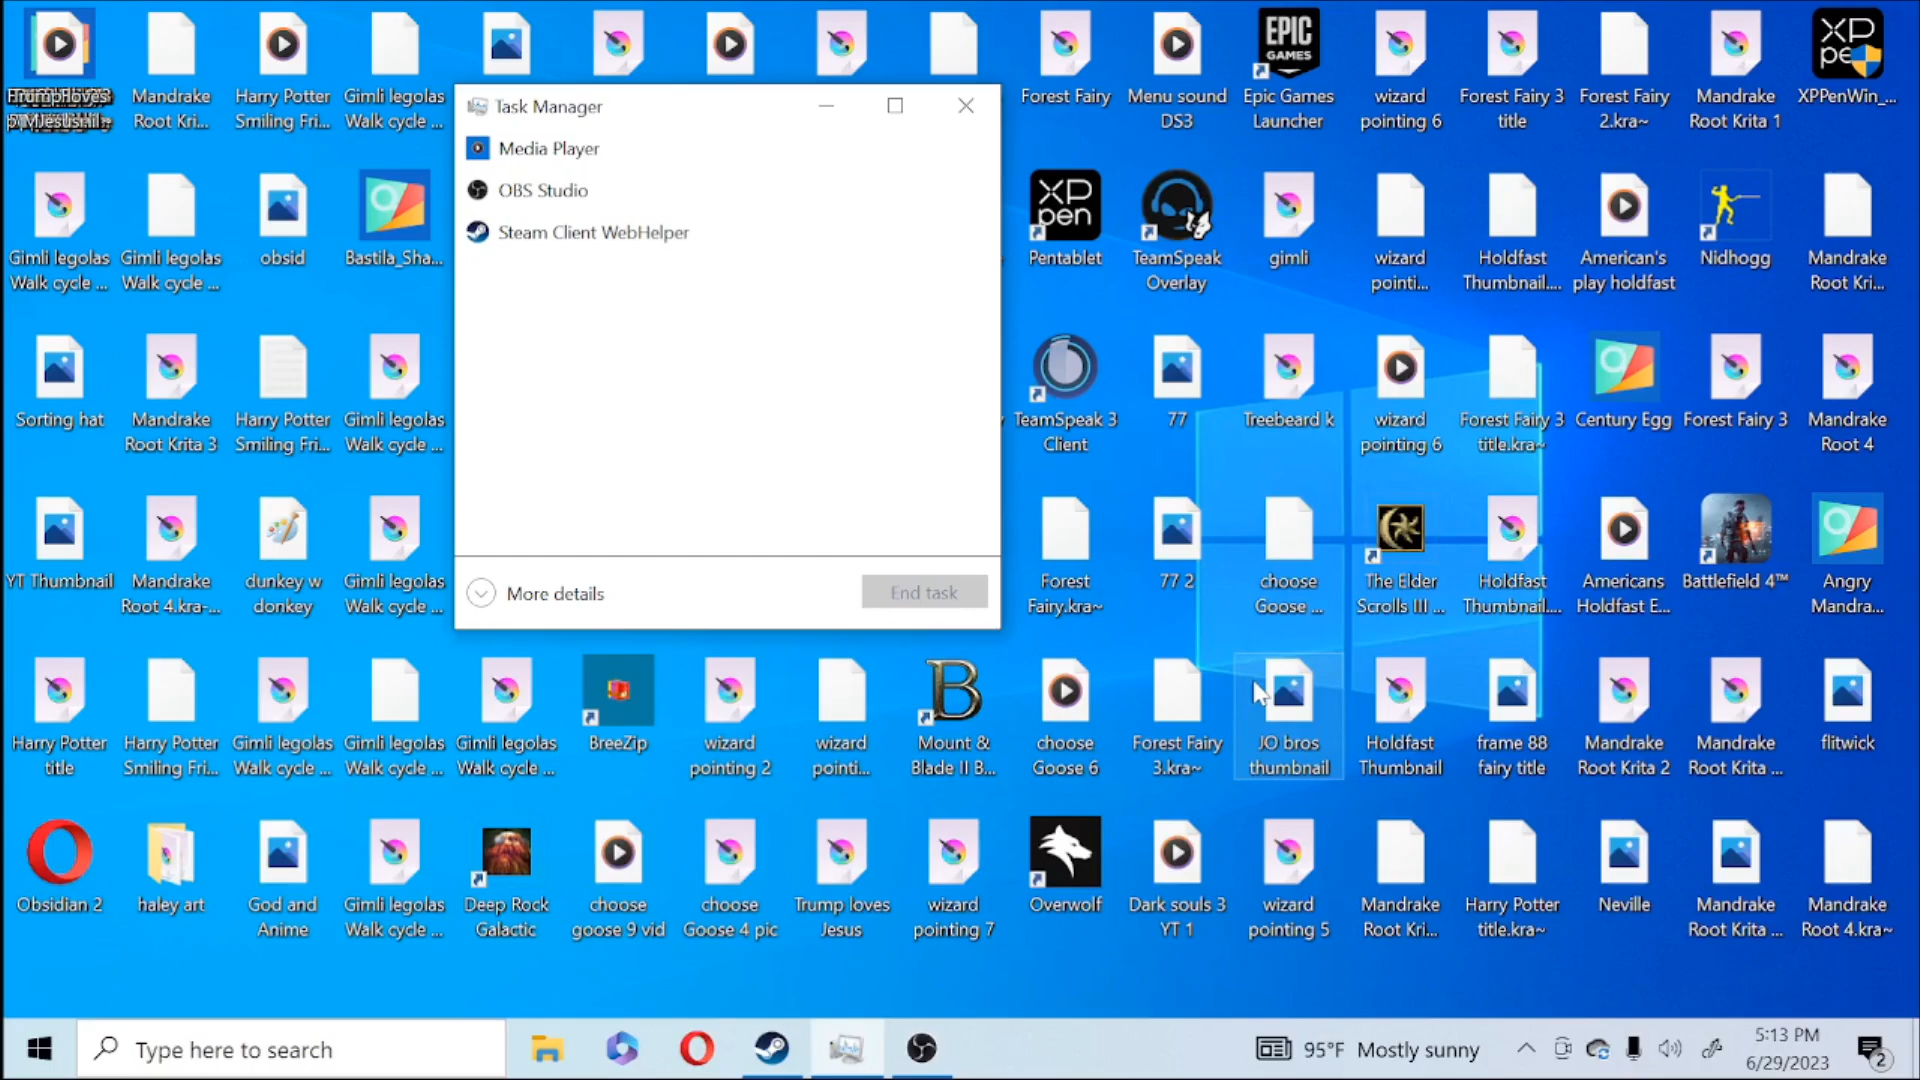 Mandrake
Root Kri...
Harry Potter
Smiling Fri...
Gimli legolas
Walk cycle ...
Forest Fairy
Menu sound
DS3
EPIC
GAMES
Epic Games
Launcher
wizard
pointing 6
Forest Fairy 3
title
Forest Fairy
2.kra~
Mandrake
Root Krita 1
XP
pen
XPPenWin_...
Task Manager
Media Player
OBS Studio
Steam Client WebHelper
More details
End task
Gimli legolas
Walk cycle ...
Gimli legolas
Walk cycle ...
obsid
Bastila_Sha...
XP
pen
Pentablet
TeamSpeak
Overlay
gimli
wizard
pointi...
Holdfast
Thumbnail....
American's
play holdfast
Nidhogg
Mandrake
Root Kri...
Sorting hat
Mandrake
Root Krita 3
Harry Potter
Smiling Fri...
Gimli legolas
Walk cycle ...
TeamSpeak 3
Client
77
Treebeard k
wizard
pointing 6
Forest Fairy 3
title.kra~
Century Egg
Forest Fairy 3
Mandrake
Root 4
YT Thumbnail
Mandrake
Root 4.kra-...
dunkey w
donkey
Gimli legolas
Walk cycle ...
Forest
Fairy.kra~
77 2
choose
Goose ...
The Elder
Scrolls III ...
Holdfast
Thumbnail....
Americans
Holdfast E...
Battlefield 4™
Angry
Mandra...
Harry Potter
title
Harry Potter
Smiling Fri...
Gimli legolas
Walk cycle ...
Gimli legolas
Walk cycle ...
Gimli legolas
Walk cycle ...
BreeZip
wizard
pointing 2
wizard
pointi...
B
Mount &
Blade II B...
choose
Goose 6
Forest Fairy
3.kra~
JO bros
thumbnail
Holdfast
Thumbnail
frame 88
fairy title
Mandrake
Root Krita 2
Mandrake
Root Krita ...
flitwick
Obsidian 2
haley art
God and
Anime
Gimli legolas
Walk cycle ...
Deep Rock
Galactic
choose
goose 9 vid
choose
Goose 4 pic
Trump loves
Jesus
wizard
pointing 7
Overwolf
Dark souls 3
YT 1
wizard
pointing 5
Mandrake
Root Kri...
Harry Potter
title.kra~
Neville
Mandrake
Root Krita ...
Mandrake
Root 4.kra~
Type here to search
95°F Mostly sunny
5:13 PM
6/29/2023
2